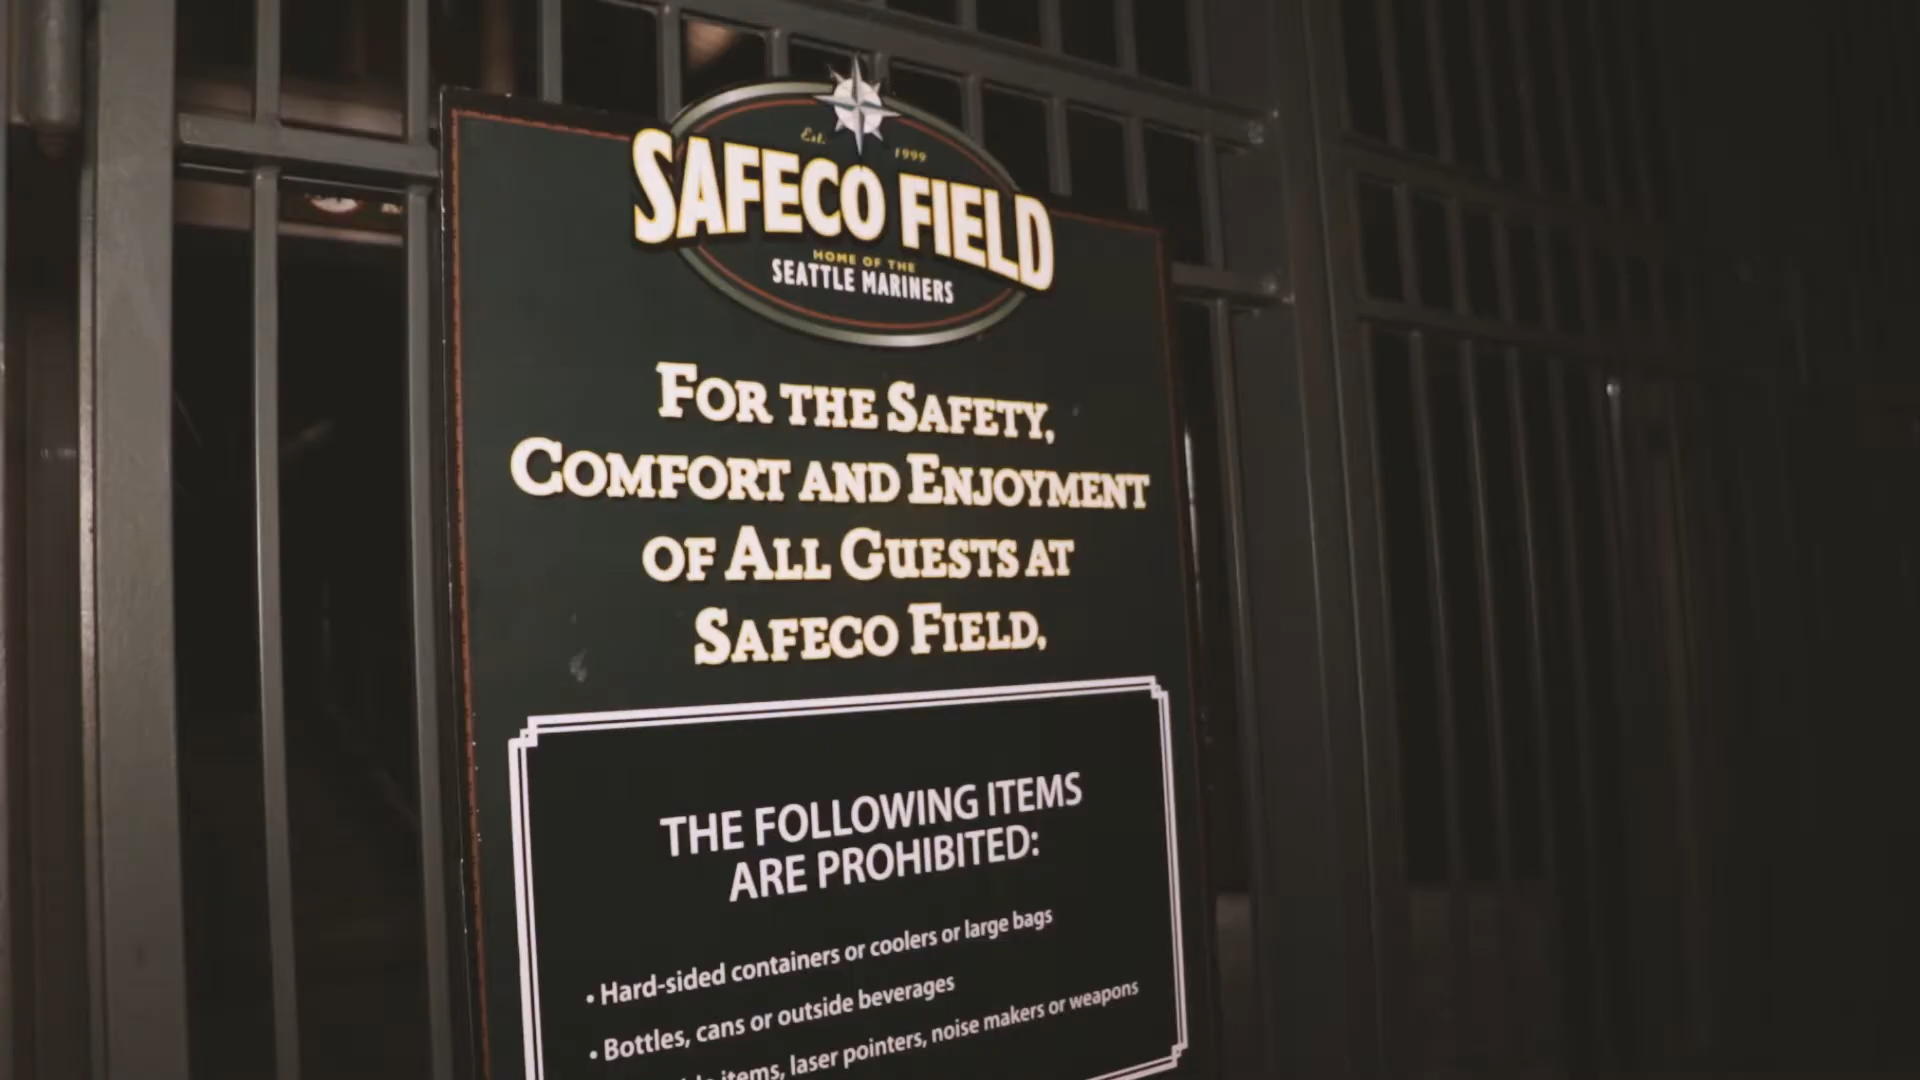 Est. 1999
SAFECO FIELD
HOME OF THE
SEATTLE MARINERS
FOR THE SAFETY,
COMFORT AND ENJOYMENT
OF ALL GUESTS AT
SAFECO FIELD,
THE FOLLOWING ITEMS
ARE PROHIBITED:
• Hard-sided containers or coolers or large bags
• Bottles, cans or outside beverages
items, laser pointers, noise makers or weapons